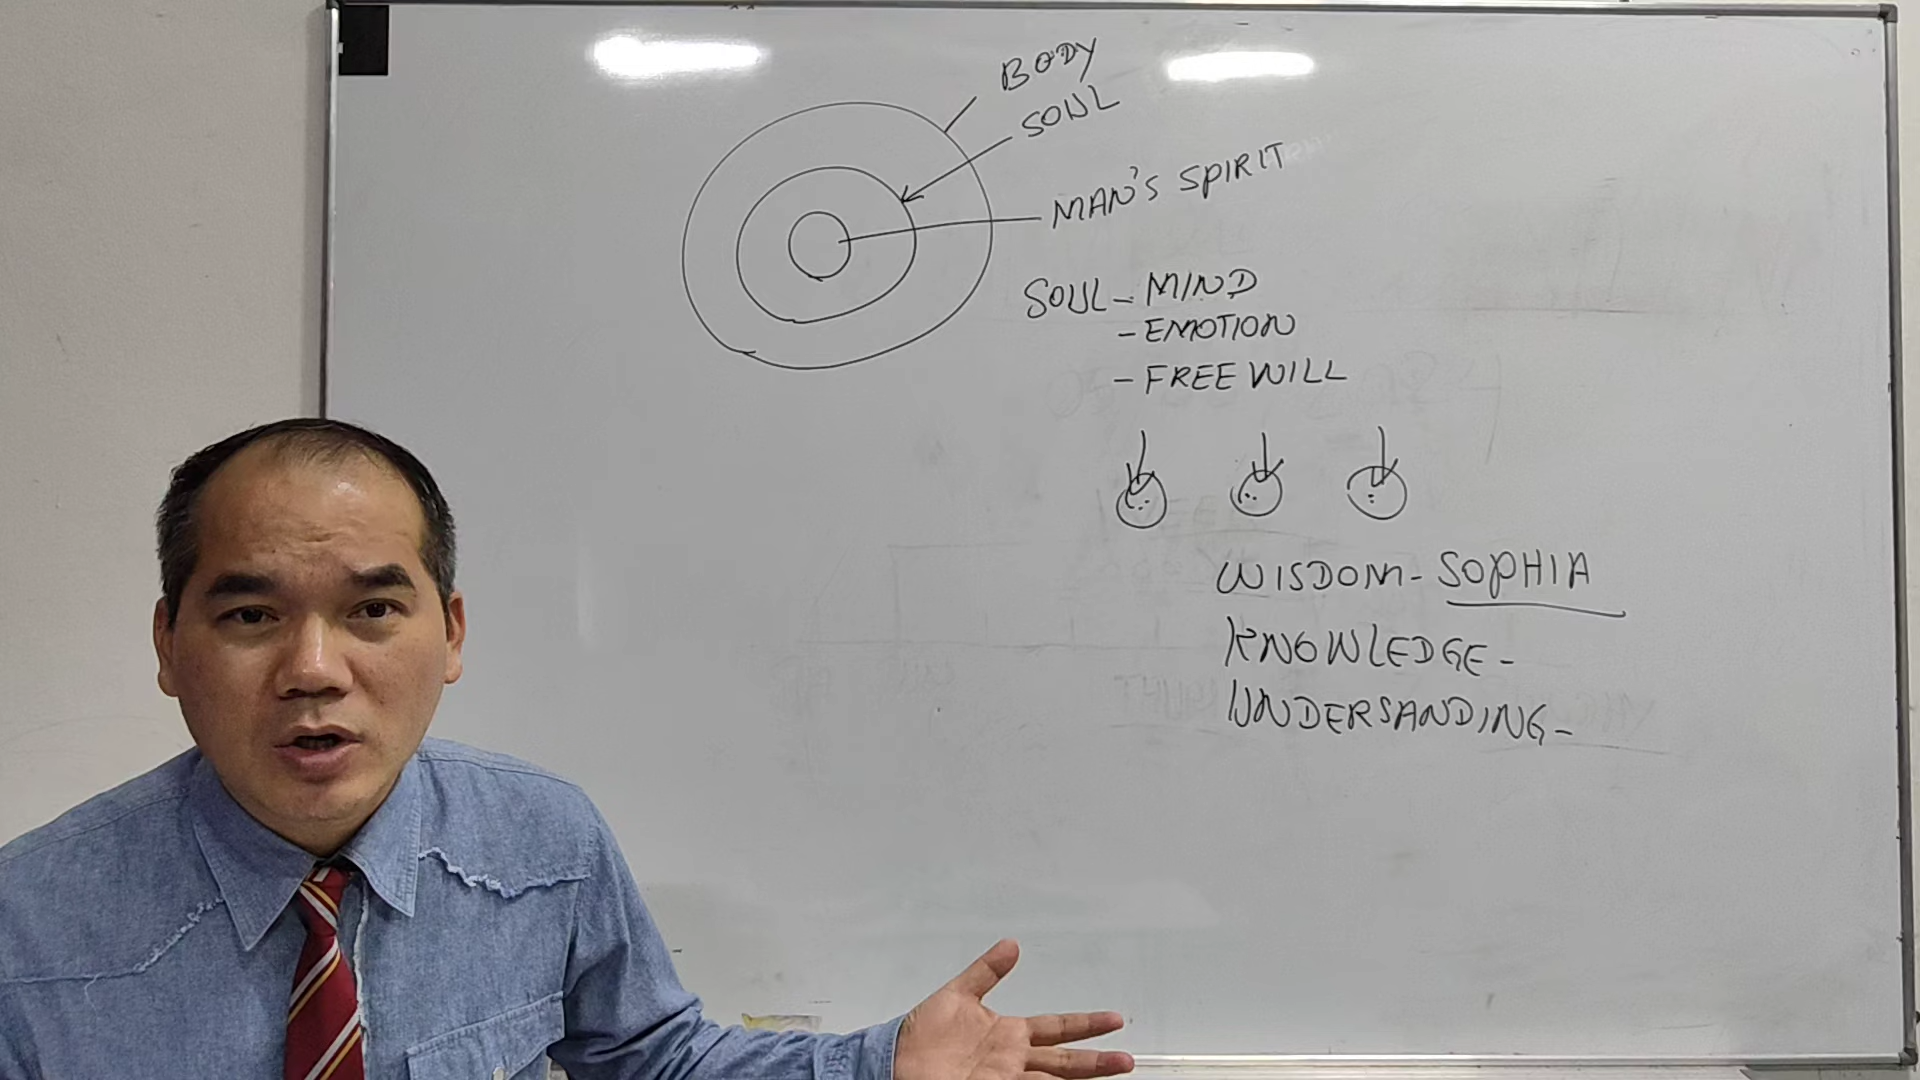 BODY
SOUL
MAN'S SPIRIT
SOUL - MIND
- EMOTION
- FREE WILL
WISDOM - SOPHIA
KNOWLEDGE -
UNDERSANDING -